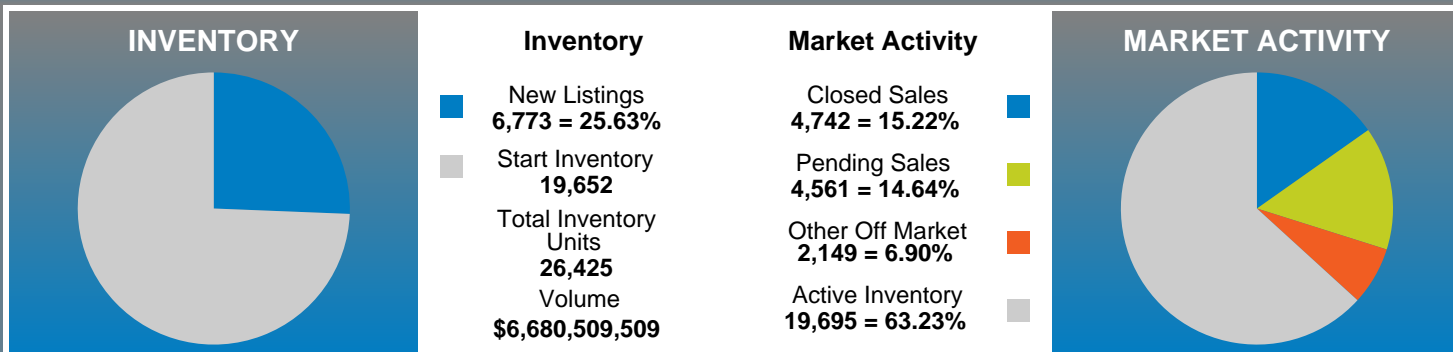 INVENTORY
Inventory
New Listings
6,773 = 25.63%
Start Inventory
19,652
Total Inventory
Units
26,425
Volume
$6,680,509,509
Market Activity
Closed Sales
4,742 = 15.22%
Pending Sales
4,561 = 14.64%
Other Off Market
2,149 = 6.90%
Active Inventory
19,695 = 63.23%
MARKET ACTIVITY